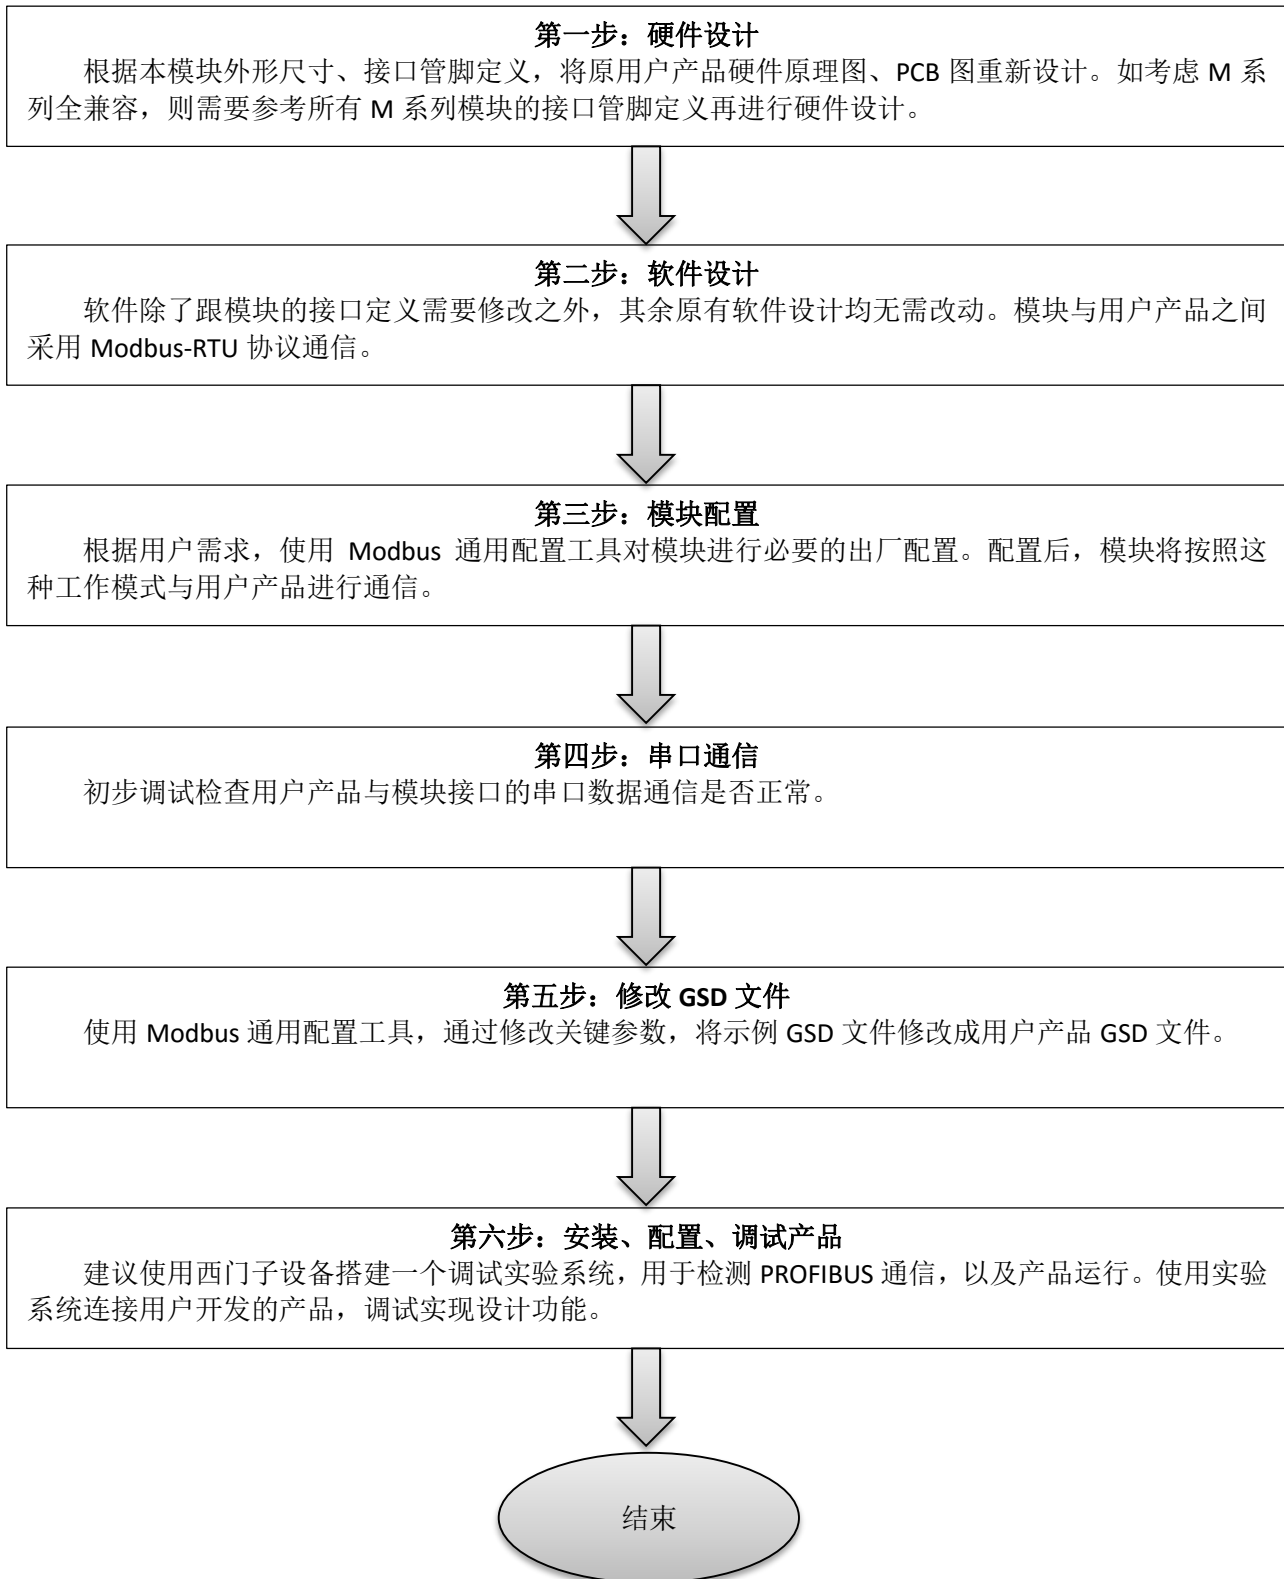 第一步：硬件设计
根据本模块外形尺寸、接口管脚定义，将原用户产品硬件原理图、PCB 图重新设计。如考虑 M 系
列全兼容，则需要参考所有 M 系列模块的接口管脚定义再进行硬件设计。
第二步：软件设计
软件除了跟模块的接口定义需要修改之外，其余原有软件设计均无需改动。模块与用户产品之间
采用 Modbus-RTU 协议通信。
第三步：模块配置
根据用户需求，使用 Modbus 通用配置工具对模块进行必要的出厂配置。配置后，模块将按照这
种工作模式与用户产品进行通信。
第四步：串口通信
初步调试检查用户产品与模块接口的串口数据通信是否正常。
第五步：修改 GSD 文件
使用 Modbus 通用配置工具，通过修改关键参数，将示例 GSD 文件修改成用户产品 GSD 文件。
第六步：安装、配置、调试产品
建议使用西门子设备搭建一个调试实验系统，用于检测 PROFIBUS 通信，以及产品运行。使用实验
系统连接用户开发的产品，调试实现设计功能。
结束